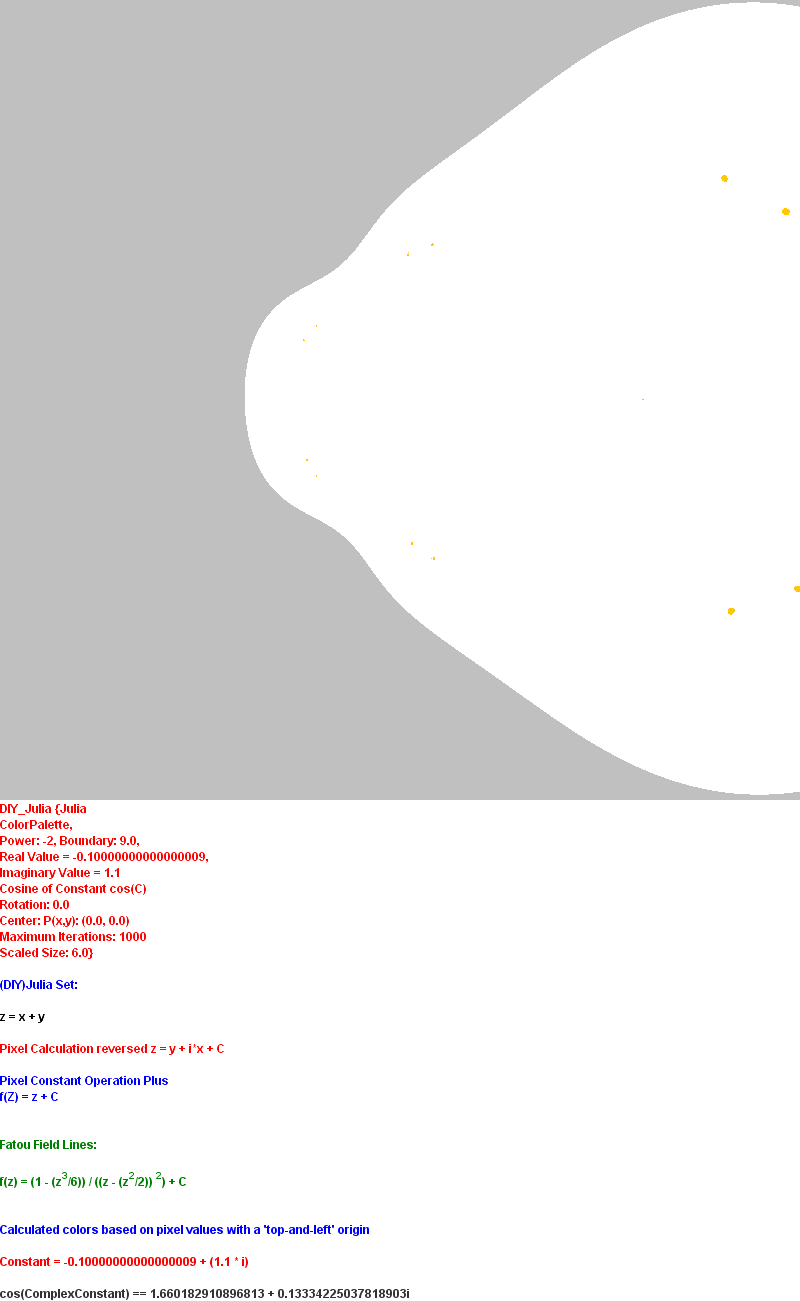 DIY_Julia {Julia
ColorPalette,
Power: -2, Boundary: 9.0,
Real Value = -0.10000000000000009,
Imaginary Value = 1.1
Cosine of Constant cos(C)
Rotation: 0.0
Center: P(x,y): (0.0, 0.0)
Maximum Iterations: 1000
Scaled Size: 6.0}
(DIY)Julia Set:
z = x + y
Pixel Calculation reversed z = y + i*x + C
Pixel Constant Operation Plus
f(Z) = z + C
Fatou Field Lines:
f(z) = (1 - (z^3/6)) / ((z - (z^2/2)) ^2) + C
Calculated colors based on pixel values with a 'top-and-left' origin
Constant = -0.10000000000000009 + (1.1 * i)
cos(ComplexConstant) == 1.660182910896813 + 0.13334225037818903i